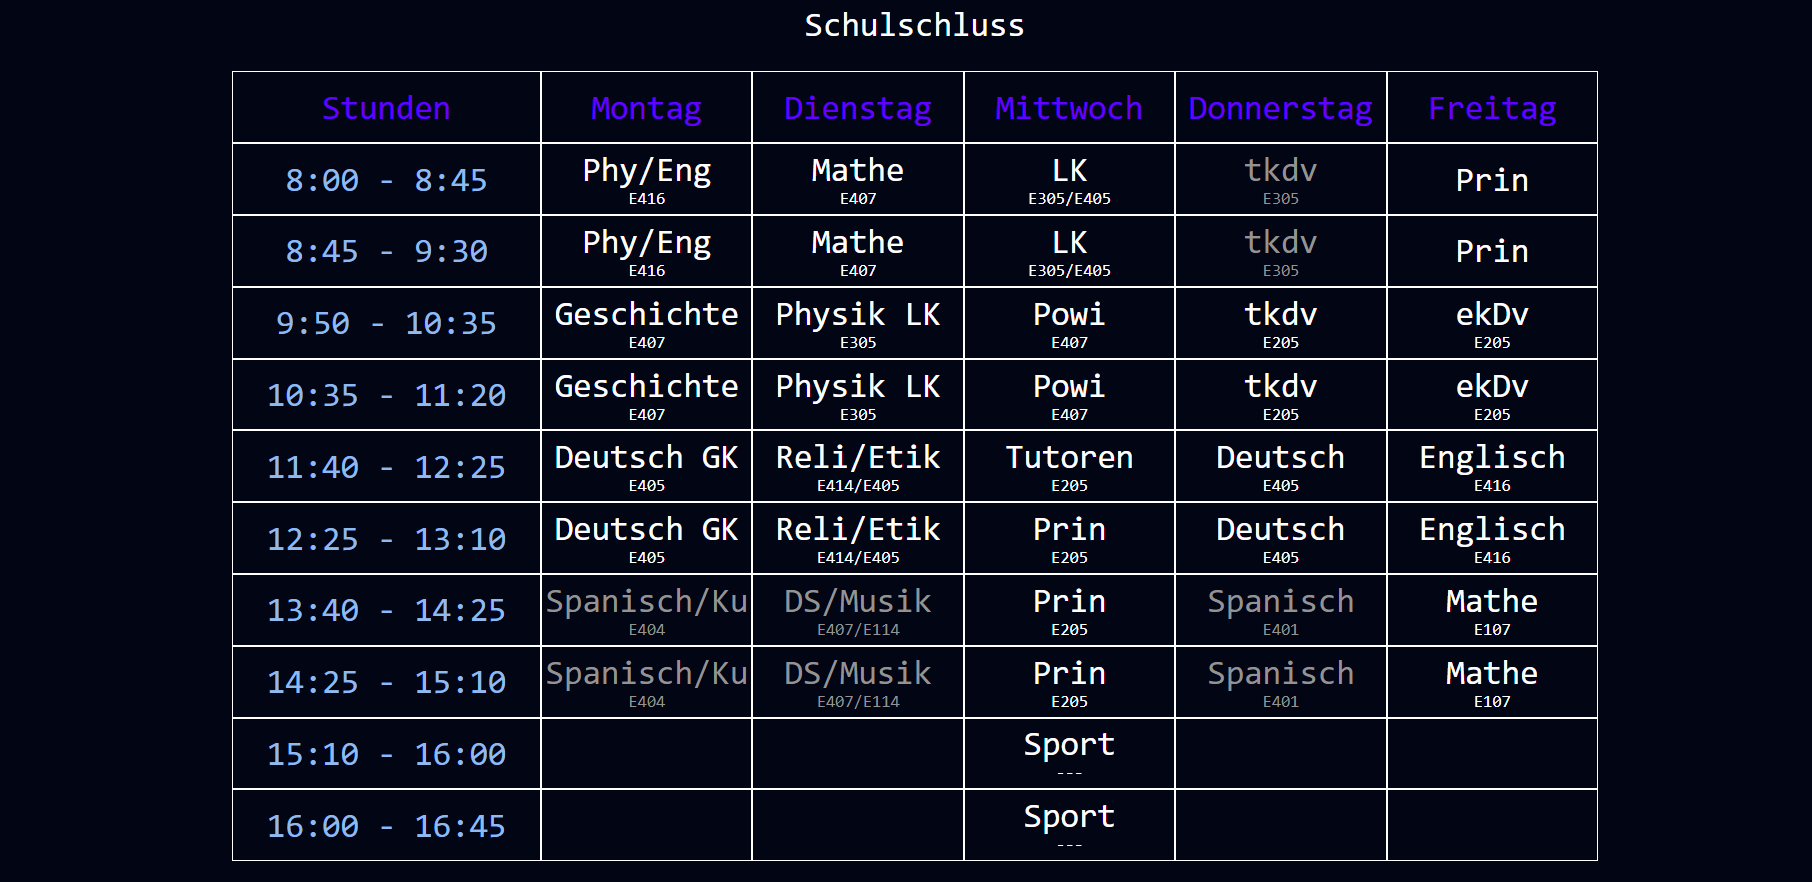 Schulschluss
Stunden Montag Dienstag Mittwoch Donnerstag Freitag
8:00 - 8:45 Phy/Eng Mathe LK tkdv Prin
E416 E407 E305/E405 E305
8:45 - 9:30 Phy/Eng Mathe LK tkdv Prin
E416 E407 E305/E405 E305
9:50 - 10:35 Geschichte Physik LK Powi tkdv ekDv
E407 E305 E407 E205 E205
10:35 - 11:20 Geschichte Physik LK Powi tkdv ekDv
E407 E305 E407 E205 E205
11:40 - 12:25 Deutsch GK Reli/Etik Tutoren Deutsch Englisch
E405 E414/E405 E205 E405 E416
12:25 - 13:10 Deutsch GK Reli/Etik Prin Deutsch Englisch
E405 E414/E405 E205 E405 E416
13:40 - 14:25 Spanisch/Ku DS/Musik Prin Spanisch Mathe
E404 E407/E114 E205 E401 E107
14:25 - 15:10 Spanisch/Ku DS/Musik Prin Spanisch Mathe
E404 E407/E114 E205 E401 E107
15:10 - 16:00 Sport
---
16:00 - 16:45 Sport
---